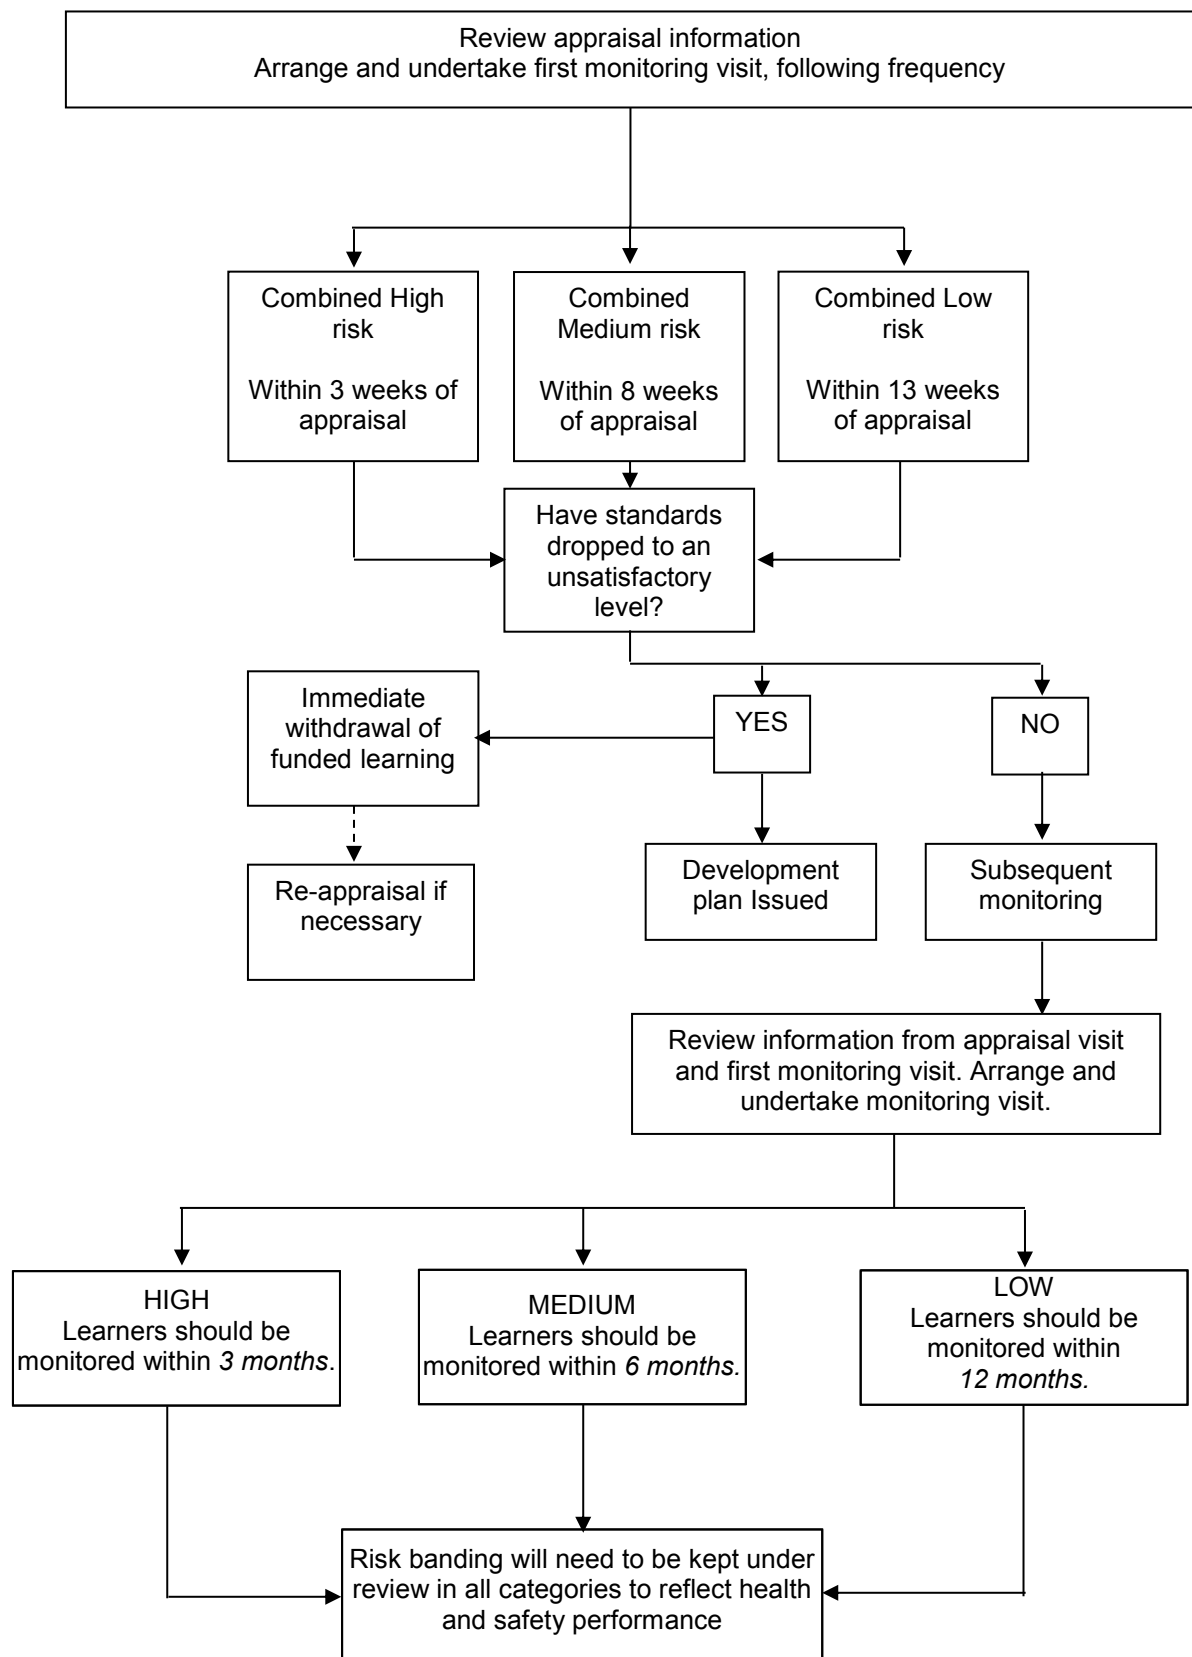 Review appraisal information
Arrange and undertake first monitoring visit, following frequency
Combined High
risk
Within 3 weeks of
appraisal
Combined
Medium risk
Within 8 weeks
of appraisal
Combined Low
risk
Within 13 weeks
of appraisal
Have standards
dropped to an
unsatisfactory
level?
Immediate
withdrawal of
funded learning
YES
NO
Re-appraisal if
necessary
Development
plan Issued
Subsequent
monitoring
Review information from appraisal visit
and first monitoring visit. Arrange and
undertake monitoring visit.
HIGH
Learners should be
monitored within 3 months.
MEDIUM
Learners should be
monitored within 6 months.
LOW
Learners should be
monitored within
12 months.
Risk banding will need to be kept under
review in all categories to reflect health
and safety performance